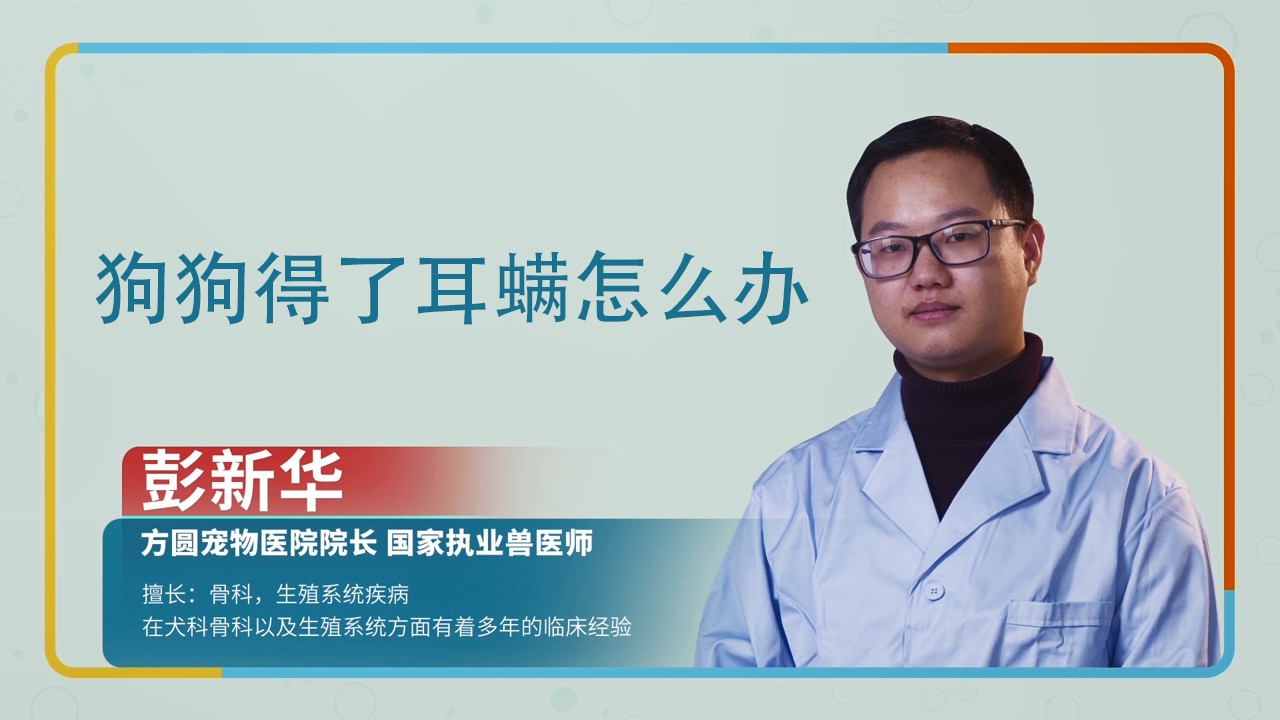 狗狗得了耳螨怎么办
彭新华
方圆宠物医院院长 国家执业兽医师
擅长：骨科，生殖系统疾病
在犬科骨科以及生殖系统方面有着多年的临床经验